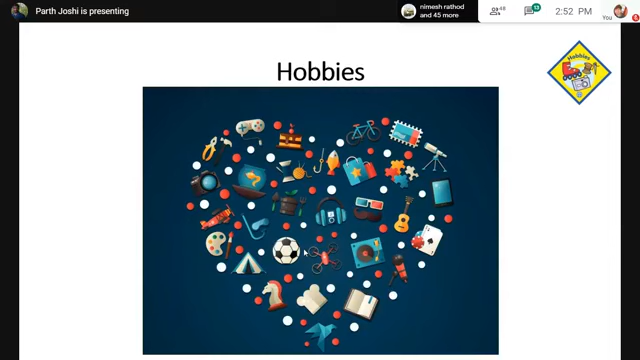 Parth Joshi is presenting
nimesh rathod
and 45 more
48
13
2:52 PM
You
Hobbies
Hobbies